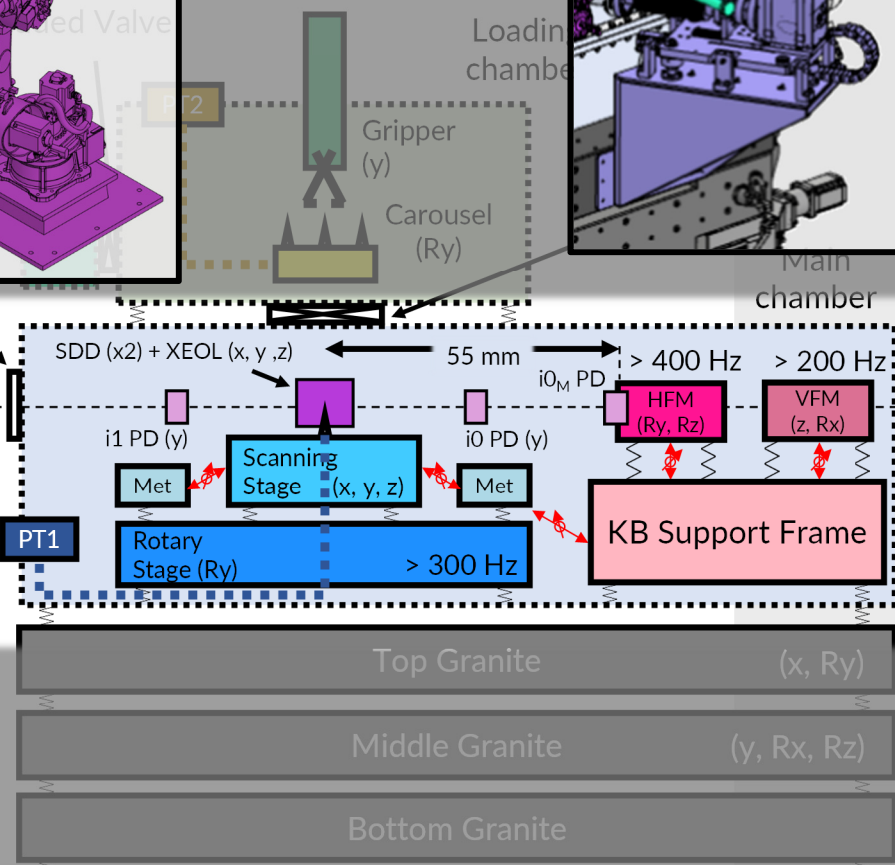 ded Valve
PT2
Loadin
chambe
Gripper
(y)
Carousel
(Ry)
Main
chamber
SDD (x2) + XEOL (x, y ,z)
55 mm
> 400 Hz
> 200 Hz
i0M PD
HFM
(Ry, Rz)
VFM
(z, Rx)
i1 PD (y)
i0 PD (y)
Met
Scanning
Stage (x, y, z)
Met
PT1
Rotary
Stage (Ry)
> 300 Hz
KB Support Frame
Top Granite (x, Ry)
Middle Granite (y, Rx, Rz)
Bottom Granite